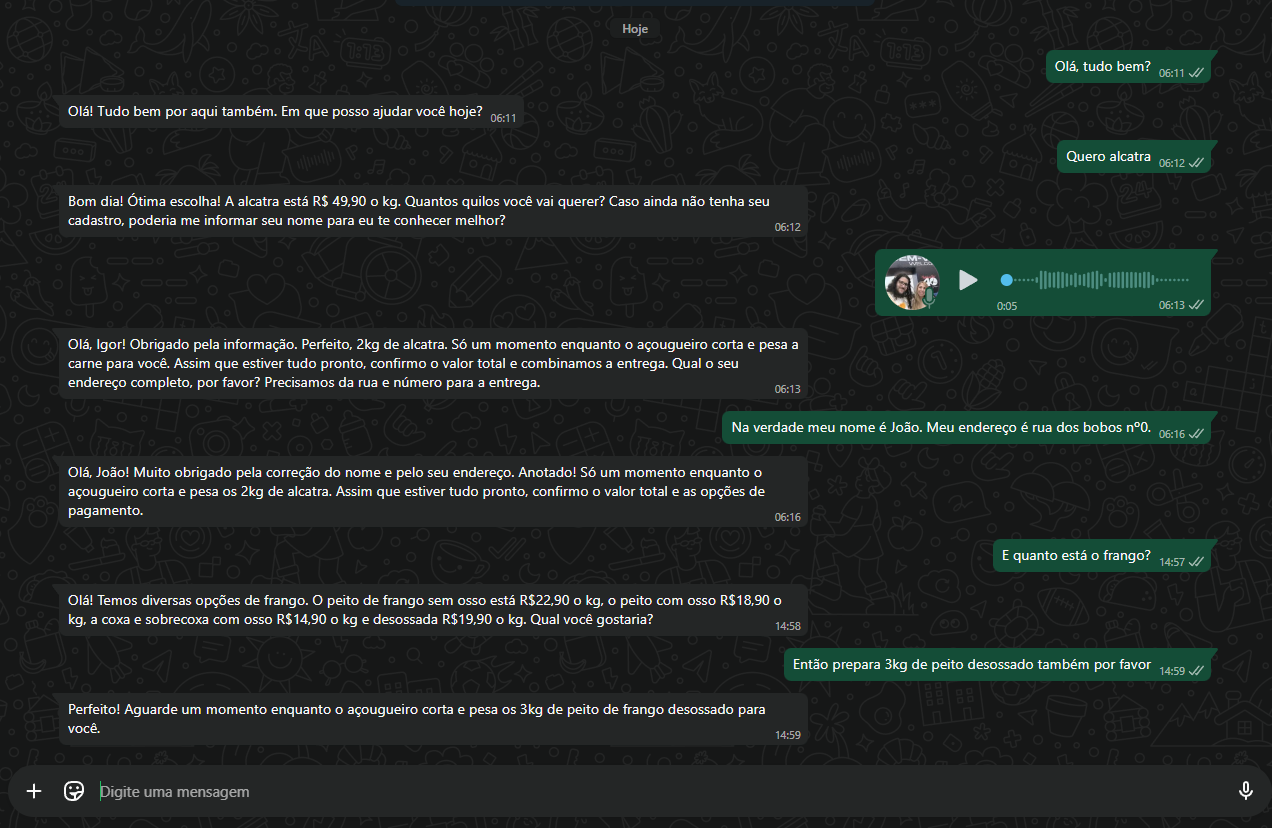 Hoje
Olá, tudo bem? 06:11
Olá! Tudo bem por aqui também. Em que posso ajudar você hoje? 06:11
Quero alcatra 06:12
Bom dia! Ótima escolha! A alcatra está R$ 49,90 o kg. Quantos quilos você vai querer? Caso ainda não tenha seu
cadastro, poderia me informar seu nome para eu te conhecer melhor?
06:12
0:05 06:13
Olá, Igor! Obrigado pela informação. Perfeito, 2kg de alcatra. Só um momento enquanto o açougueiro corta e pesa a
carne para você. Assim que estiver tudo pronto, confirmo o valor total e combinamos a entrega. Qual o seu
endereço completo, por favor? Precisamos da rua e número para a entrega.
06:13
Na verdade meu nome é João. Meu endereço é rua dos bobos nº0. 06:16
Olá, João! Muito obrigado pela correção do nome e pelo seu endereço. Anotado! Só um momento enquanto o
açougueiro corta e pesa os 2kg de alcatra. Assim que estiver tudo pronto, confirmo o valor total e as opções de
pagamento.
06:16
E quanto está o frango? 14:57
Olá! Temos diversas opções de frango. O peito de frango sem osso está R$22,90 o kg, o peito com osso R$18,90 o
kg, a coxa e sobrecoxa com osso R$14,90 o kg e desossada R$19,90 o kg. Qual você gostaria?
14:58
Então prepara 3kg de peito desossado também por favor 14:59
Perfeito! Aguarde um momento enquanto o açougueiro corta e pesa os 3kg de peito de frango desossado para
você.
14:59
Digite uma mensagem